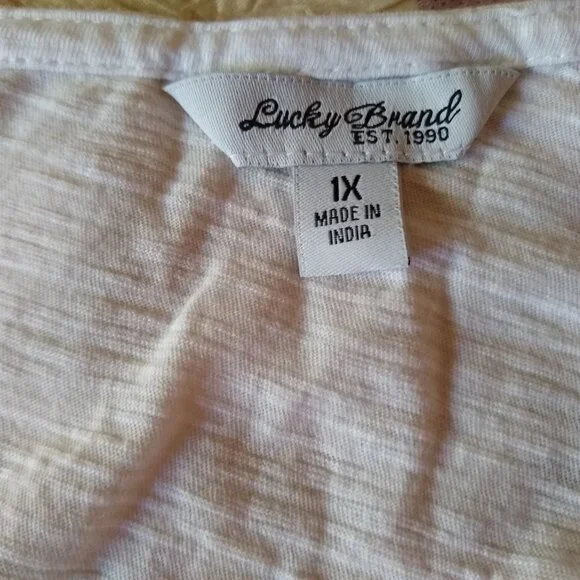 Lucky Brand
EST. 1990
1X
MADE IN
INDIA